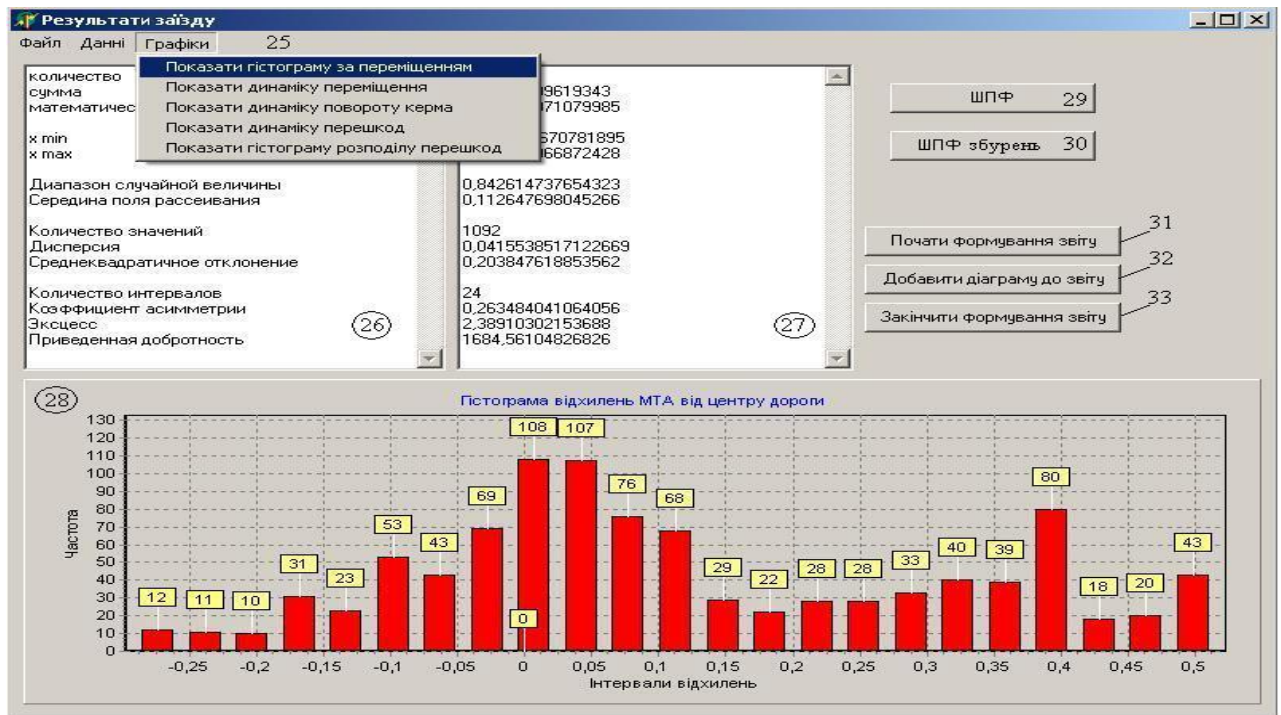 Результати заїзду
Файл Данні Графіки 25
Показати гістограму за переміщенням
Показати динаміку переміщення
Показати динаміку повороту керма
Показати динаміку перешкод
Показати гістограму розподілу перешкод
количество
сумма
математичес
x min
x max
Диапазон случайной величины
Середина поля рассеивания
Количество значений
Дисперсия
Среднеквадратичное отклонение
Количество интервалов
Коэффициент асимметрии
Эксцесс
Приведенная добротность
26
9619343
71079985
670781895
66872428
0,842614737654323
0,112647698045266
1092
0,0415538517122669
0,203847618853562
24
0,263484041064056
2,38910302153688
1684,56104826826
27
ШПФ 29
ШПФ збурень 30
Почати формування звіту 31
Добавити діаграму до звіту 32
Закінчити формування звіту 33
28
Гістограма відхилень МТА від центру дороги
Частота
130
120
110
100
90
80
70
60
50
40
30
20
10
0
12 11 10 31 23 53 43 69 0 108 107 76 68 29 22 28 28 33 40 39 80 18 20 43
-0,25 -0,2 -0,15 -0,1 -0,05 0 0,05 0,1 0,15 0,2 0,25 0,3 0,35 0,4 0,45 0,5
Інтервали відхилень